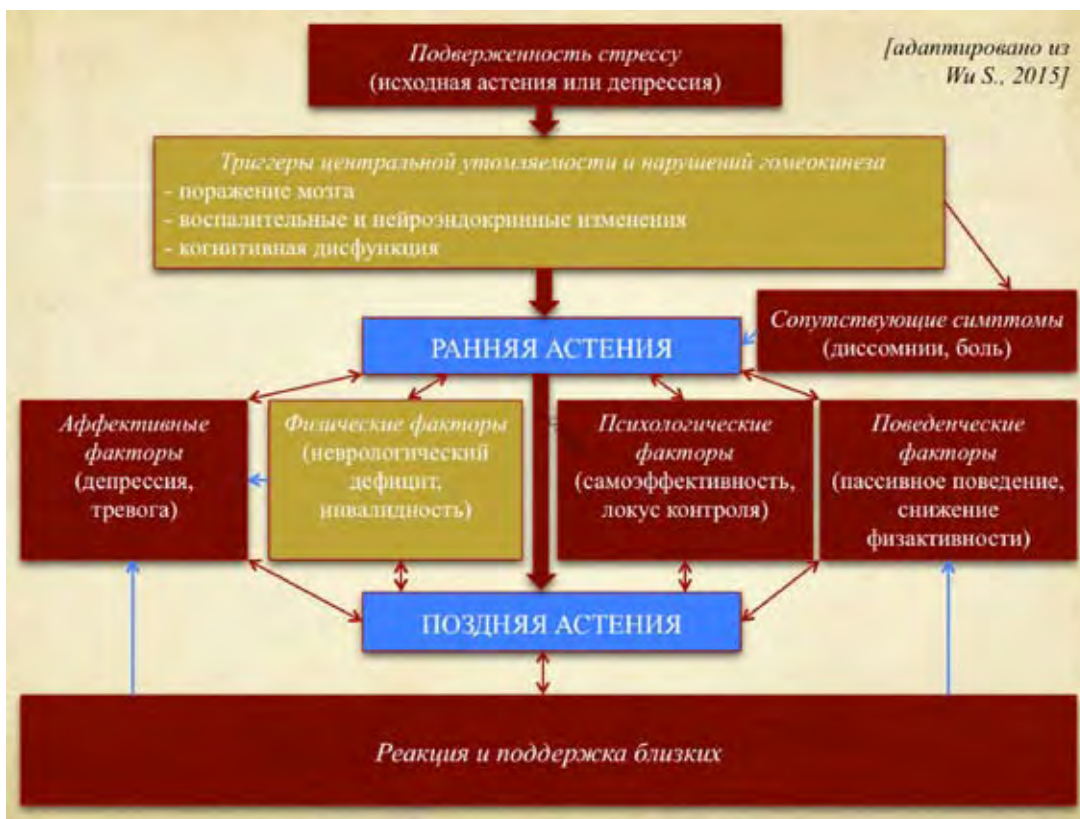 Подверженность стрессу
(исходная астения или депрессия)
[адаптировано из
Wu S., 2015]
Триггеры центральной утомляемости и нарушений гомеокинеза
- поражение мозга
- воспалительные и нейроэндокринные изменения
- когнитивная дисфункция
РАННЯЯ АСТЕНИЯ
Сопутствующие симптомы
(диссомнии, боль)
Аффективные
факторы
(депрессия,
тревога)
Физические факторы
(неврологический
дефицит,
инвалидность)
Психологические
факторы
(самоэффективность,
локус контроля)
Поведенческие
факторы
(пассивное поведение,
снижение
физактивности)
ПОЗДНЯЯ АСТЕНИЯ
Реакция и поддержка близких